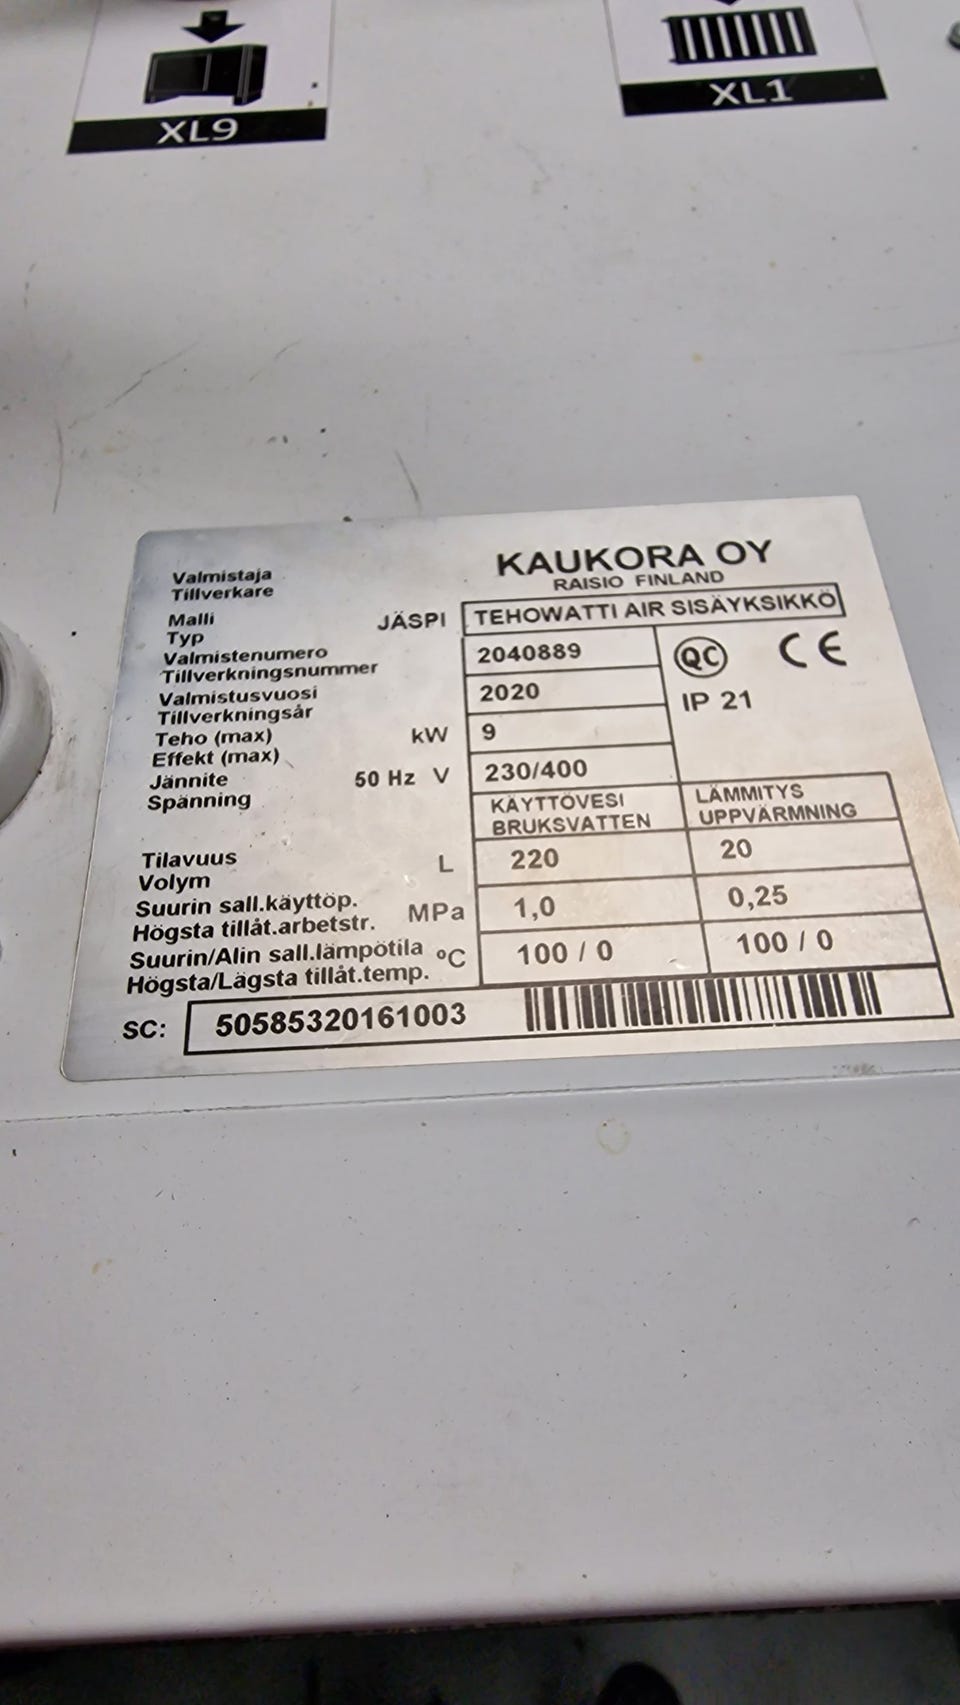 XL9
XL1
Valmistaja
Tillverkare
KAUKORA OY
RAISIO FINLAND
Malli
Typ
JÄSPI
TEHOWATTI AIR SISÄYKSIKKÖ
Valmistenumero
Tillverkningsnummer
2040889
QC CE
Valmistusvuosi
Tillverkningsår
2020
IP 21
Teho (max)
Effekt (max)
kW
9
Jännite
Spänning
50 Hz V
230/400
KÄYTTÖVESI
BRUKSVATTEN
LÄMMITYS
UPPVÄRMNING
Tilavuus
Volym
L
220
20
Suurin sall.käyttöp.
Högsta tillåt.arbetstr.
MPa
1,0
0,25
Suurin/Alin sall.lämpötila
Högsta/Lägsta tillåt.temp.
ºC
100 / 0
100 / 0
SC: 50585320161003